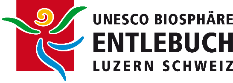 UNESCO BIOSPHÄRE
ENTLEBUCH
LUZERN SCHWEIZ